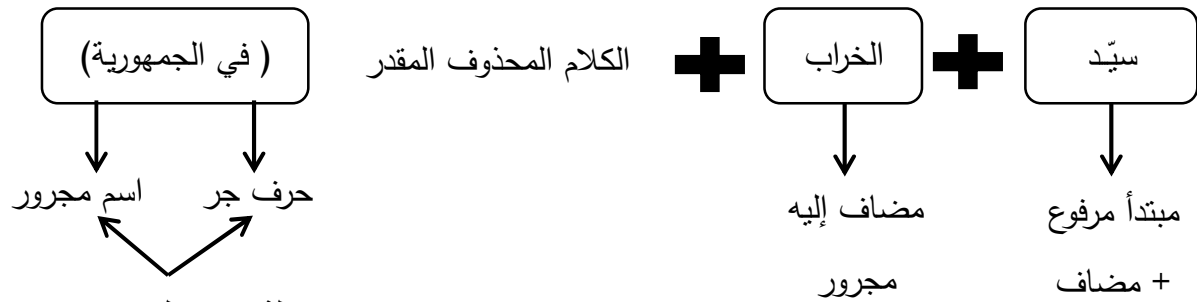 سيّد الخراب الكلام المحذوف المقدر ( في الجمهورية)
مبتدأ مرفوع مضاف إليه حرف جر اسم مجرور
+ مضاف مجرور